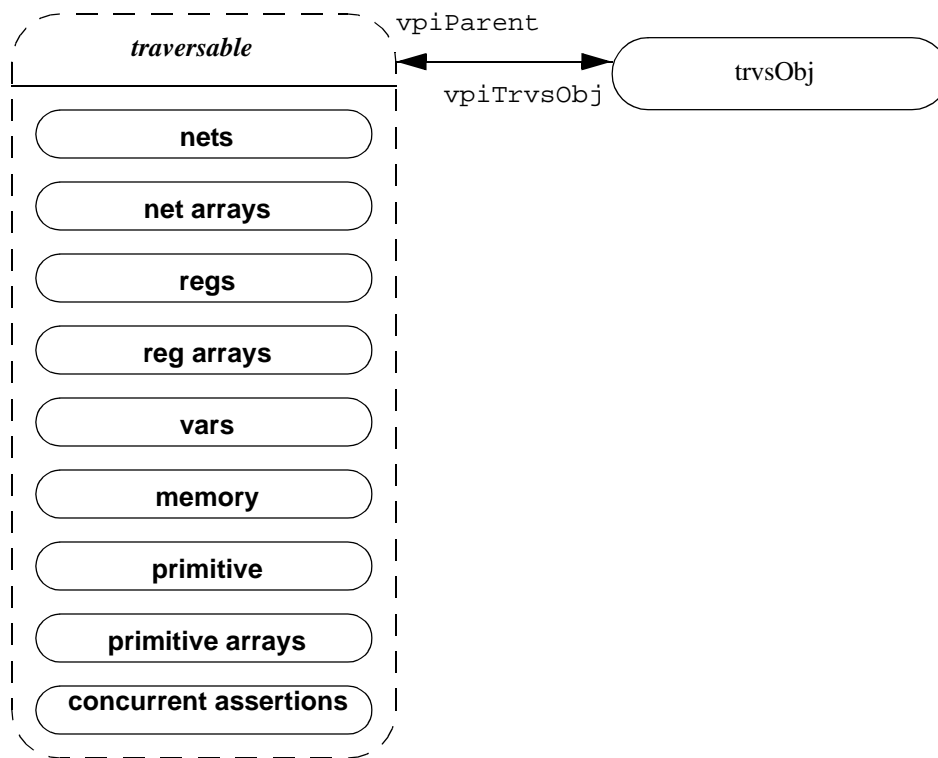 traversable
vpiParent
vpiTrvsObj
trvsObj
nets
net arrays
regs
reg arrays
vars
memory
primitive
primitive arrays
concurrent assertions